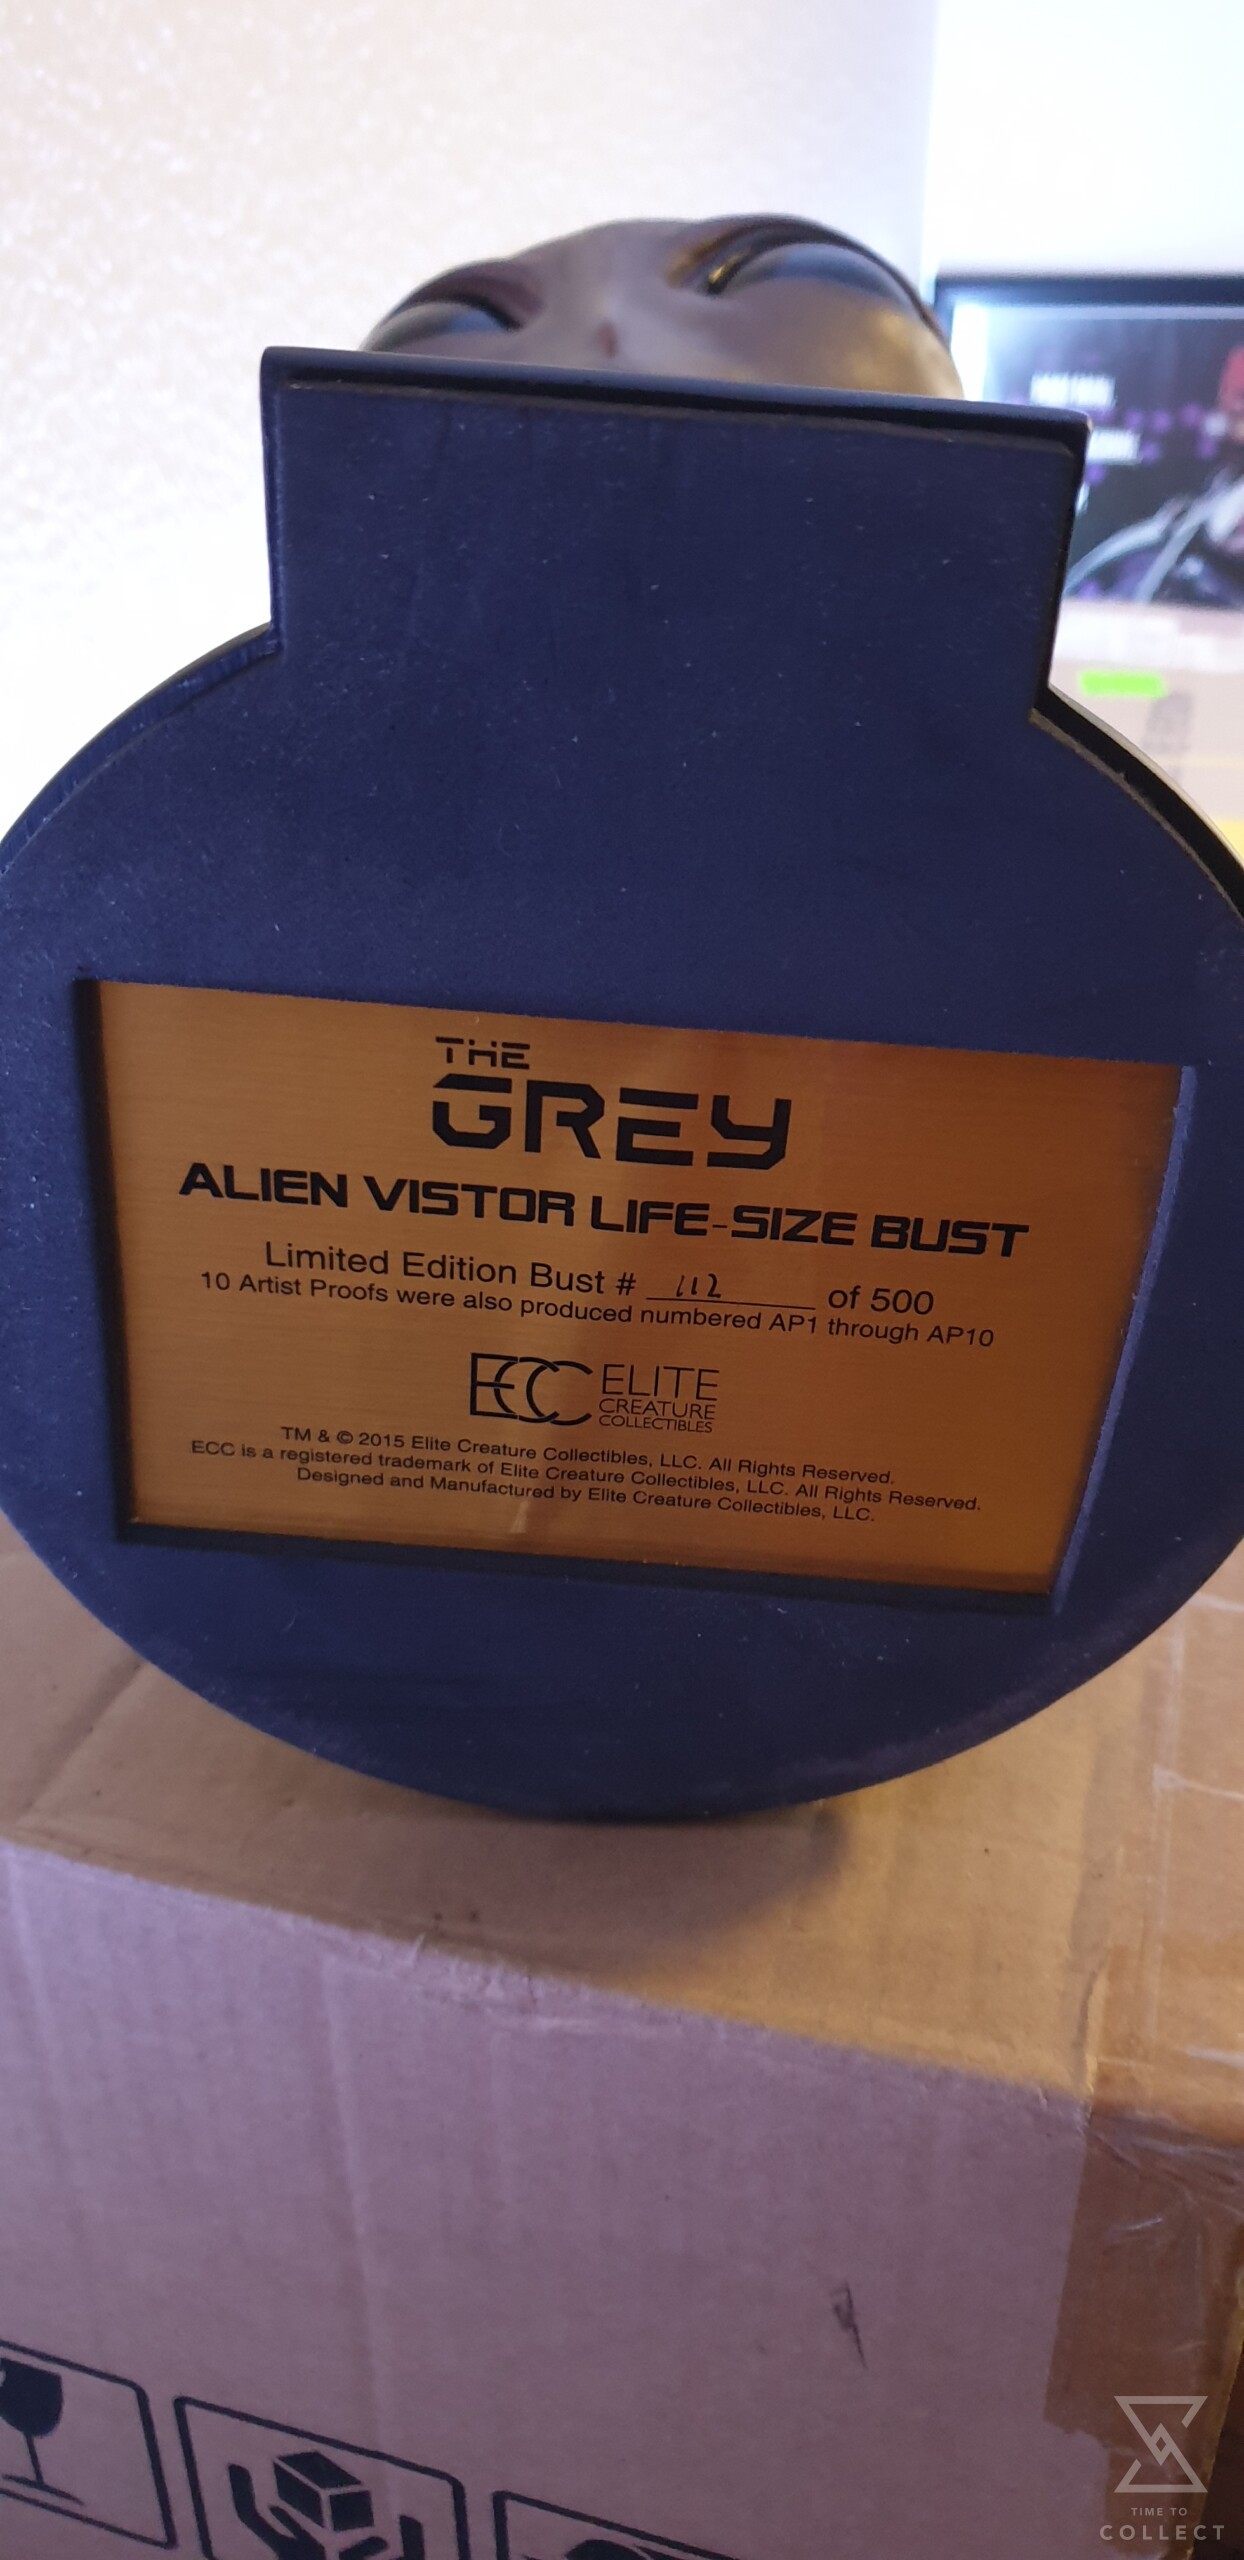 THE
GREY
ALIEN VISTOR LIFE-SIZE BUST
Limited Edition Bust # 112 of 500
10 Artist Proofs were also produced numbered AP1 through AP10
ECC ELITE
CREATURE
COLLECTIBLES
TM & © 2015 Elite Creature Collectibles, LLC. All Rights Reserved.
ECC is a registered trademark of Elite Creature Collectibles, LLC. All Rights Reserved.
Designed and Manufactured by Elite Creature Collectibles, LLC.
TIME TO
COLLECT